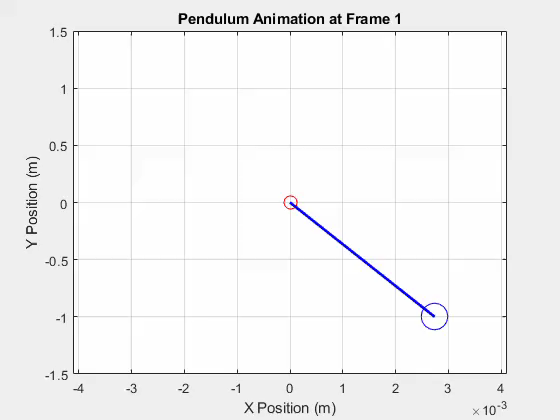 Pendulum Animation at Frame 1
1.5
1
0.5
0
-0.5
-1
-1.5
Y Position (m)
-4 -3 -2 -1 0 1 2 3 4
X Position (m)
× 10⁻³